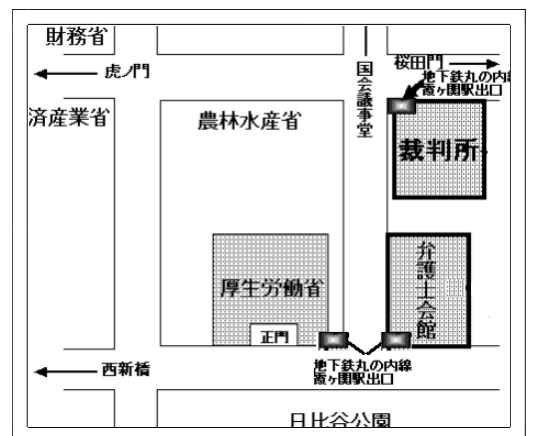 財務省
虎ノ門
桜田門
地下鉄丸の内線
霞ヶ関駅出口
国会議事堂
済産業省
農林水産省
裁判所
弁護士会館
厚生労働省
正門
地下鉄丸の内線
霞ヶ関駅出口
西新橋
日比谷公園